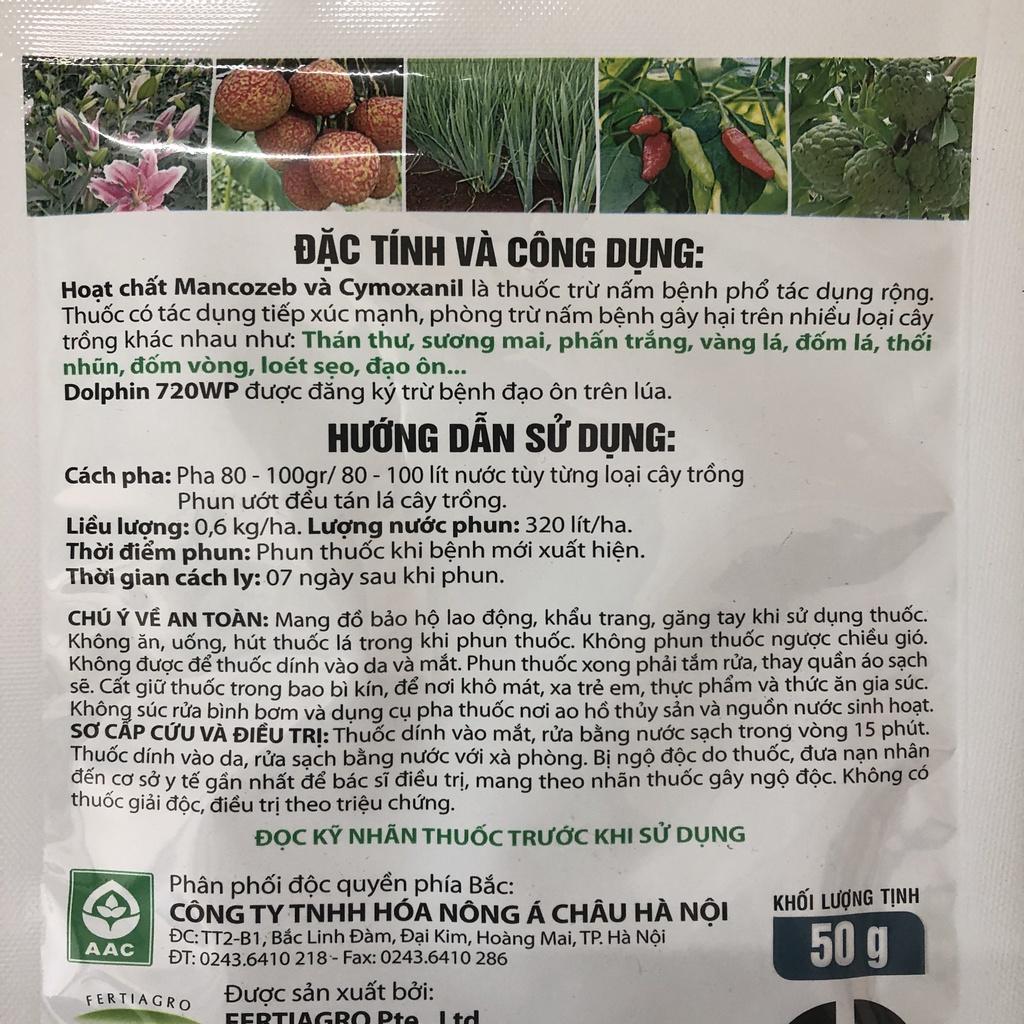 ĐẶC TÍNH VÀ CÔNG DỤNG:
Hoạt chất Mancozeb và Cymoxanil là thuốc trừ nấm bệnh phổ tác dụng rộng.
Thuốc có tác dụng tiếp xúc mạnh, phòng trừ nấm bệnh gây hại trên nhiều loại cây
trồng khác nhau như: Thán thư, sương mai, phấn trắng, vàng lá, đốm lá, thối
nhũn, đốm vòng, loét sẹo, đạo ôn...
Dolphin 720WP được đăng ký trừ bệnh đạo ôn trên lúa.
HƯỚNG DẪN SỬ DỤNG:
Cách pha: Pha 80 - 100gr/ 80 - 100 lít nước tùy từng loại cây trồng
Phun ướt đều tán lá cây trồng.
Liều lượng: 0,6 kg/ha. Lượng nước phun: 320 lít/ha.
Thời điểm phun: Phun thuốc khi bệnh mới xuất hiện.
Thời gian cách ly: 07 ngày sau khi phun.
CHÚ Ý VỀ AN TOÀN: Mang đồ bảo hộ lao động, khẩu trang, găng tay khi sử dụng thuốc.
Không ăn, uống, hút thuốc lá trong khi phun thuốc. Không phun thuốc ngược chiều gió.
Không được để thuốc dính vào da và mắt. Phun thuốc xong phải tắm rửa, thay quần áo sạch
sẽ. Cất giữ thuốc trong bao bì kín, để nơi khô mát, xa trẻ em, thực phẩm và thức ăn gia súc.
Không súc rửa bình bơm và dụng cụ pha thuốc nơi ao hồ thủy sản và nguồn nước sinh hoạt.
SƠ CẤP CỨU VÀ ĐIỀU TRỊ: Thuốc dính vào mắt, rửa bằng nước sạch trong vòng 15 phút.
Thuốc dính vào da, rửa sạch bằng nước với xà phòng. Bị ngộ độc do thuốc, đưa nạn nhân
đến cơ sở y tế gần nhất để bác sĩ điều trị, mang theo nhãn thuốc gây ngộ độc. Không có
thuốc giải độc, điều trị theo triệu chứng.
ĐỌC KỸ NHÃN THUỐC TRƯỚC KHI SỬ DỤNG
AAC
Phân phối độc quyền phía Bắc:
CÔNG TY TNHH HÓA NÔNG Á CHÂU HÀ NỘI
ĐC: TT2-B1, Bắc Linh Đàm, Đại Kim, Hoàng Mai, TP. Hà Nội
ĐT: 0243.6410 218 - Fax: 0243.6410 286
KHỐI LƯỢNG TỊNH
50 g
FERTIAGRO
Được sản xuất bởi:
FERTIAGRO Pte., Ltd